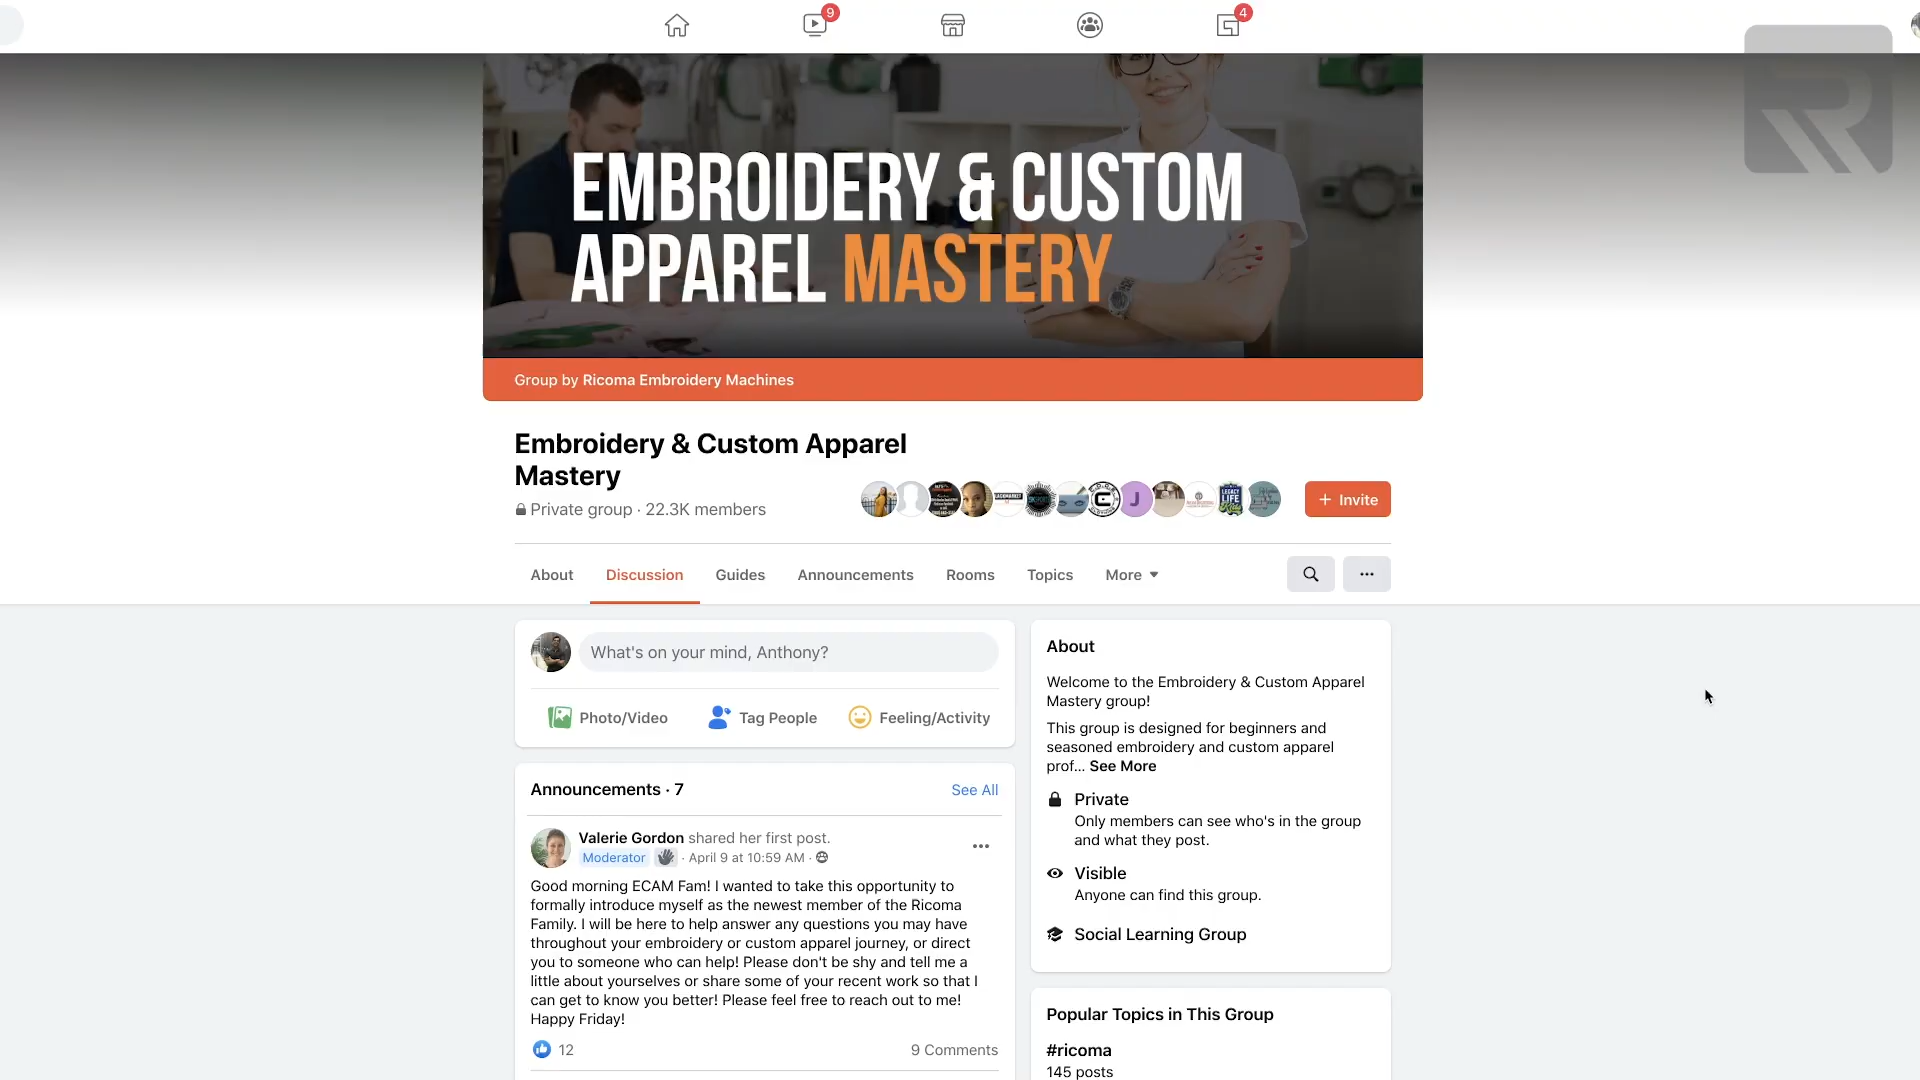 9
4
EMBROIDERY & CUSTOM
APPAREL MASTERY
Group by Ricoma Embroidery Machines
Embroidery & Custom Apparel
Mastery
Private group · 22.3K members
J
+ Invite
About
Discussion
Guides
Announcements
Rooms
Topics
More
What's on your mind, Anthony?
Photo/Video
Tag People
Feeling/Activity
Announcements · 7
See All
Valerie Gordon shared her first post.
Moderator · April 9 at 10:59 AM ·
Good morning ECAM Fam! I wanted to take this opportunity to
formally introduce myself as the newest member of the Ricoma
Family. I will be here to help answer any questions you may have
throughout your embroidery or custom apparel journey, or direct
you to someone who can help! Please don't be shy and tell me a
little about yourselves or share some of your recent work so that I
can get to know you better! Please feel free to reach out to me!
Happy Friday!
12
9 Comments
About
Welcome to the Embroidery & Custom Apparel
Mastery group!
This group is designed for beginners and
seasoned embroidery and custom apparel
prof... See More
Private
Only members can see who's in the group
and what they post.
Visible
Anyone can find this group.
Social Learning Group
Popular Topics in This Group
#ricoma
145 posts